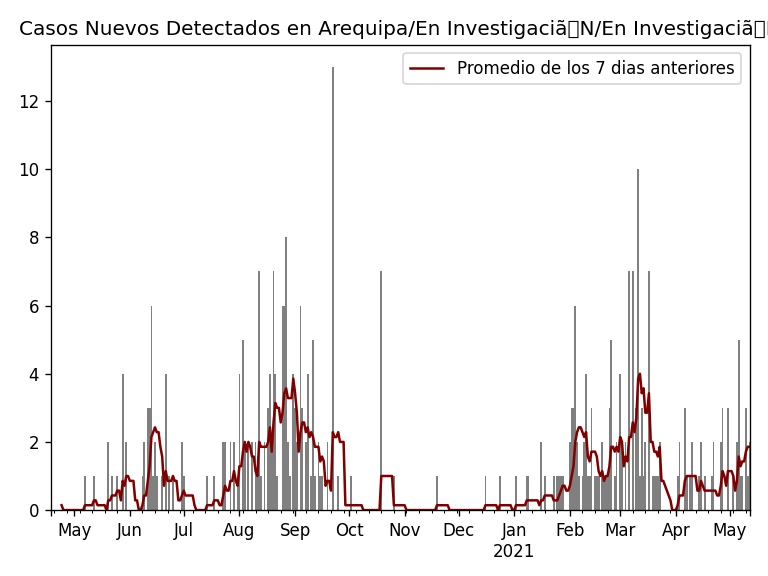 Casos Nuevos Detectados en Arequipa/En Investigaciã�N/En Investigaciã�
Promedio de los 7 dias anteriores
12
10
8
6
4
2
0
May Jun Jul Aug Sep Oct Nov Dec Jan Feb Mar Apr May
2021